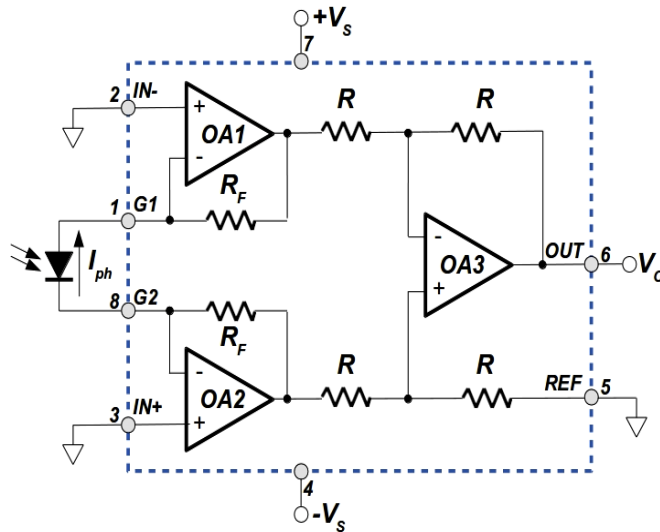 +V_S
7
2 IN-
+
OA1
-
R R
R_F
1 G1
I_ph
-
OA3
+
OUT 6 V_O
8 G2
R_F
R R
-
OA2
+
REF 5
3 IN+
4
-V_S